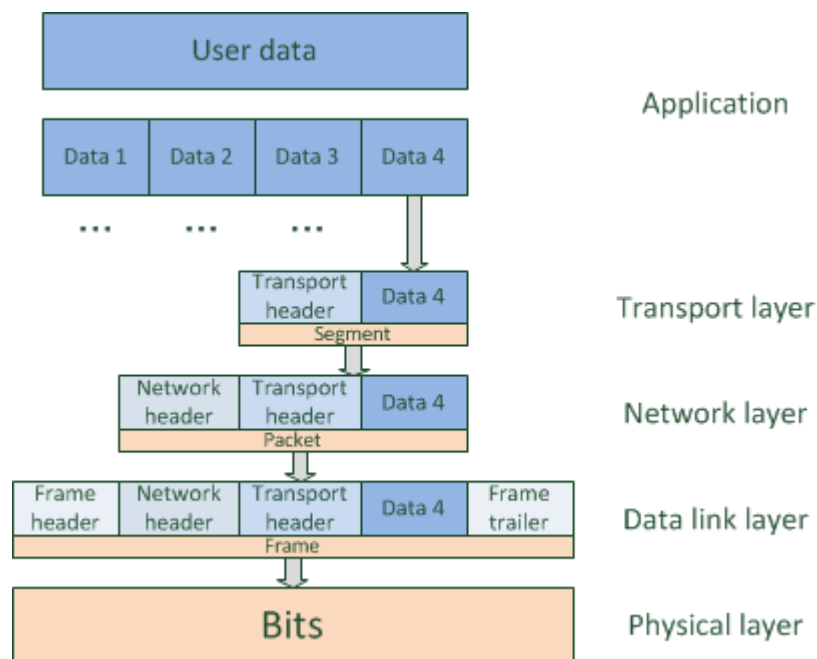 User data
Application
Data 1 Data 2 Data 3 Data 4
... ... ...
Transport header Data 4
Segment
Transport layer
Network header Transport header Data 4
Packet
Network layer
Frame header Network header Transport header Data 4 Frame trailer
Frame
Data link layer
Bits
Physical layer